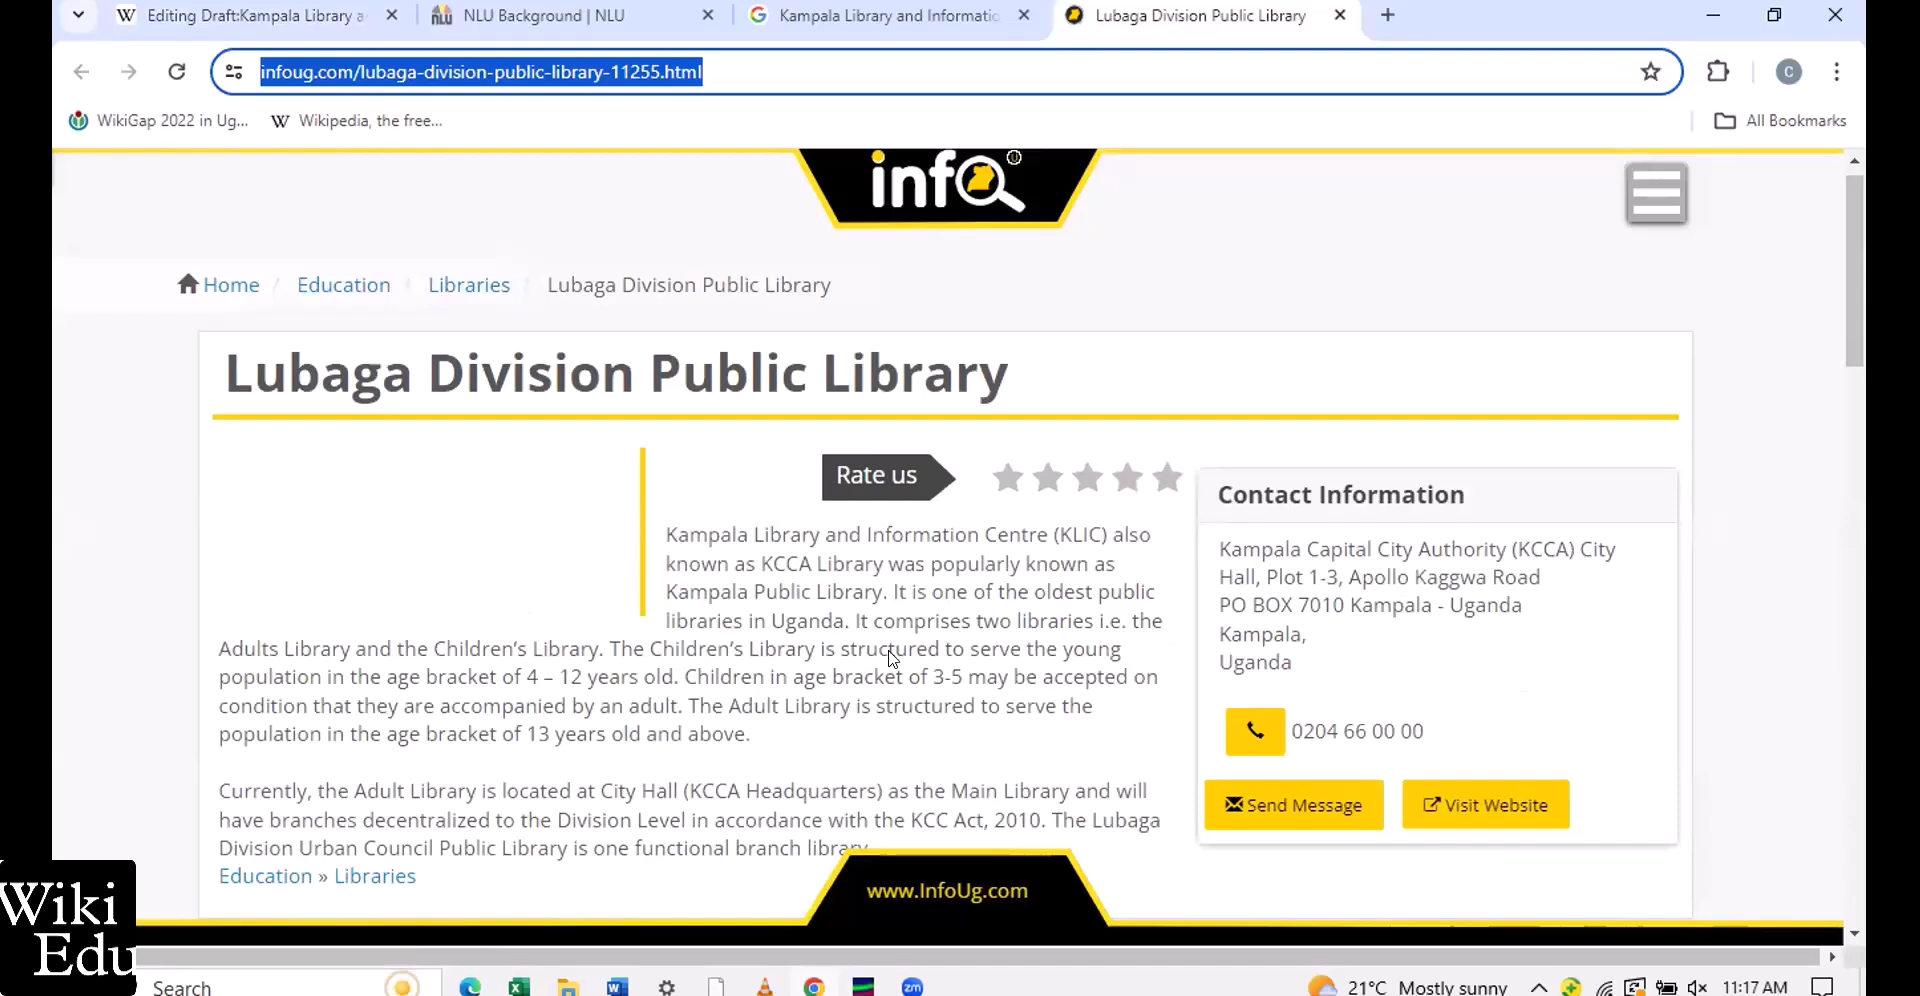 Editing Draft:Kampala Library a
NLU Background | NLU
Kampala Library and Informatio
Lubaga Division Public Library
infoug.com/lubaga-division-public-library-11255.html
C
WikiGap 2022 in Ug...
Wikipedia, the free...
All Bookmarks
info
Home / Education / Libraries / Lubaga Division Public Library
Lubaga Division Public Library
Rate us
Kampala Library and Information Centre (KLIC) also
known as KCCA Library was popularly known as
Kampala Public Library. It is one of the oldest public
libraries in Uganda. It comprises two libraries i.e. the
Adults Library and the Children’s Library. The Children’s Library is structured to serve the young
population in the age bracket of 4 – 12 years old. Children in age bracket of 3-5 may be accepted on
condition that they are accompanied by an adult. The Adult Library is structured to serve the
population in the age bracket of 13 years old and above.
Currently, the Adult Library is located at City Hall (KCCA Headquarters) as the Main Library and will
have branches decentralized to the Division Level in accordance with the KCC Act, 2010. The Lubaga
Division Urban Council Public Library is one functional branch library.
Education » Libraries
Contact Information
Kampala Capital City Authority (KCCA) City
Hall, Plot 1-3, Apollo Kaggwa Road
PO BOX 7010 Kampala - Uganda
Kampala,
Uganda
0204 66 00 00
Send Message
Visit Website
www.InfoUg.com
Wiki
Edu
Search
zm
21°C Mostly sunny
11:17 AM